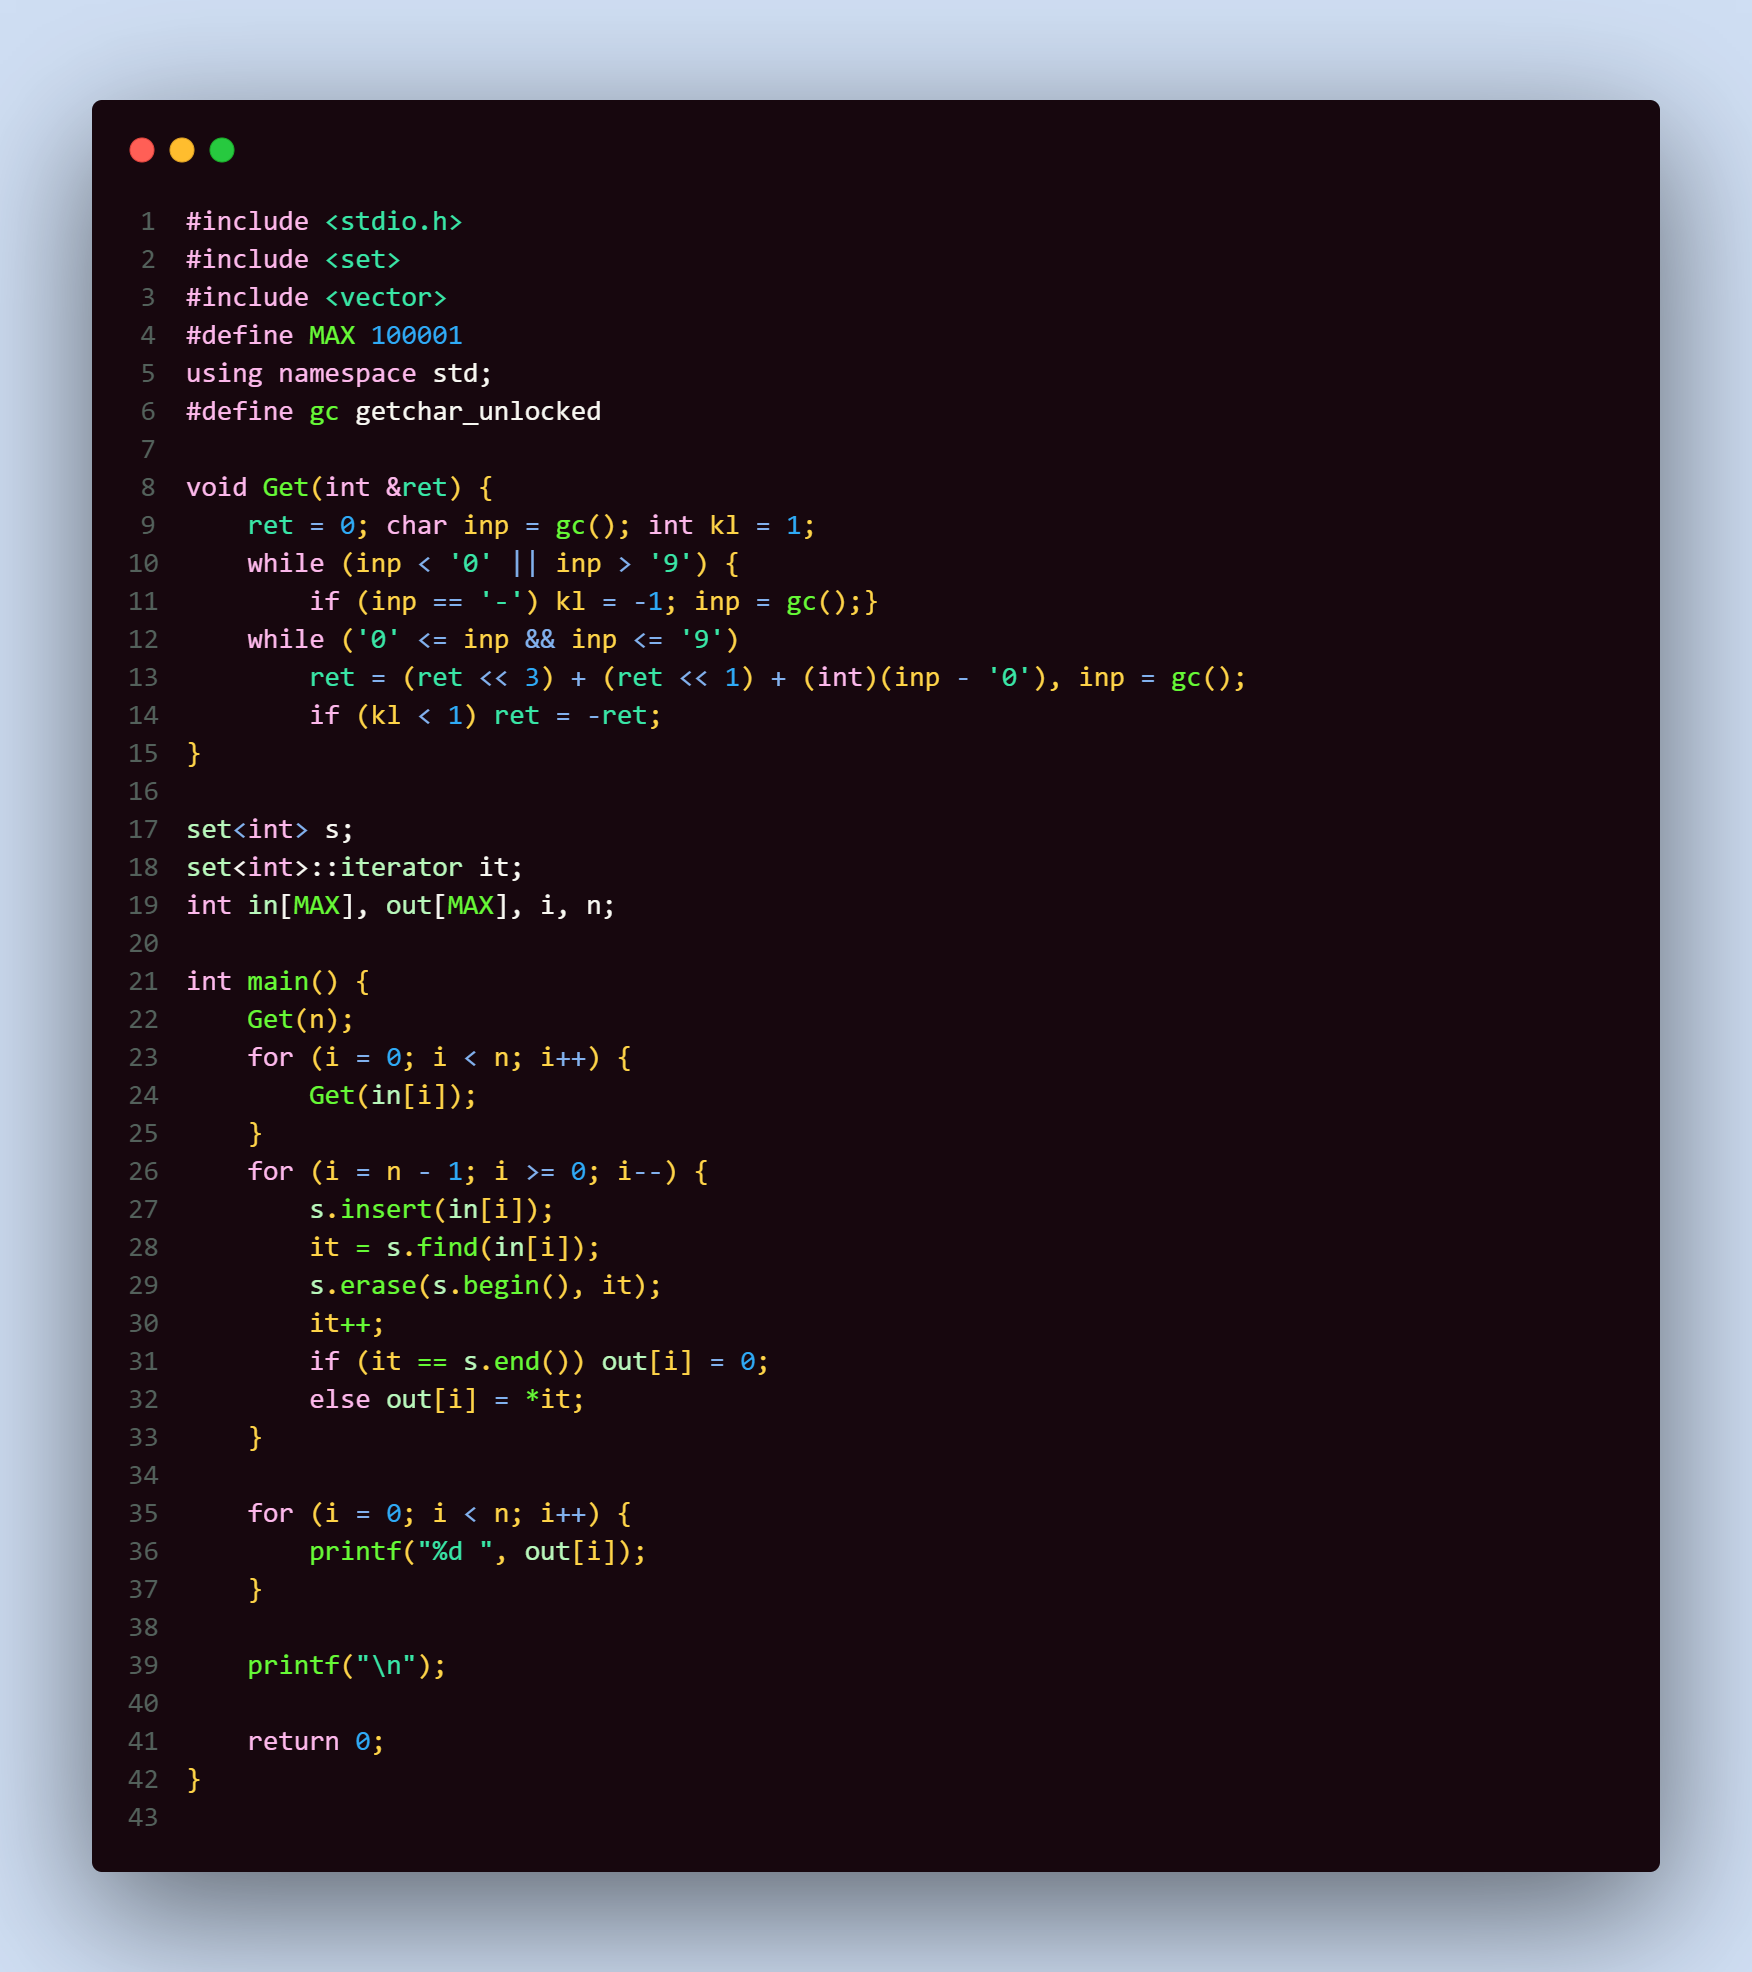 1 #include <stdio.h>
2 #include <set>
3 #include <vector>
4 #define MAX 100001
5 using namespace std;
6 #define gc getchar_unlocked
7
8 void Get(int &ret) {
9     ret = 0; char inp = gc(); int kl = 1;
10     while (inp < '0' || inp > '9') {
11         if (inp == '-') kl = -1; inp = gc();}
12     while ('0' <= inp && inp <= '9')
13         ret = (ret << 3) + (ret << 1) + (int)(inp - '0'), inp = gc();
14         if (kl < 1) ret = -ret;
15 }
16
17 set<int> s;
18 set<int>::iterator it;
19 int in[MAX], out[MAX], i, n;
20
21 int main() {
22     Get(n);
23     for (i = 0; i < n; i++) {
24         Get(in[i]);
25     }
26     for (i = n - 1; i >= 0; i--) {
27         s.insert(in[i]);
28         it = s.find(in[i]);
29         s.erase(s.begin(), it);
30         it++;
31         if (it == s.end()) out[i] = 0;
32         else out[i] = *it;
33     }
34
35     for (i = 0; i < n; i++) {
36         printf("%d ", out[i]);
37     }
38
39     printf("\n");
40
41     return 0;
42 }
43